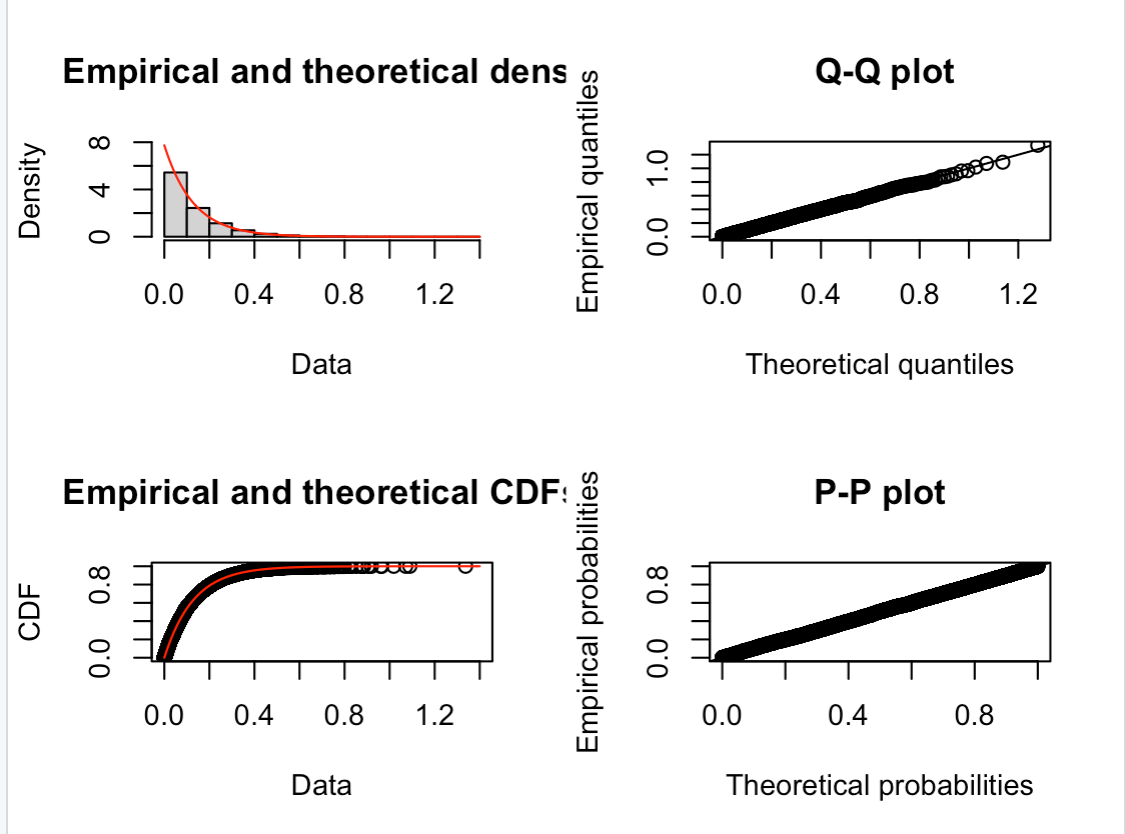 Empirical and theoretical dens
Density
0 4 8
0.0 0.4 0.8 1.2
Data
Q-Q plot
Empirical quantiles
0.0 1.0
0.0 0.4 0.8 1.2
Theoretical quantiles
Empirical and theoretical CDFs
CDF
0.0 0.8
0.0 0.4 0.8 1.2
Data
P-P plot
Empirical probabilities
0.0 0.8
0.0 0.4 0.8
Theoretical probabilities